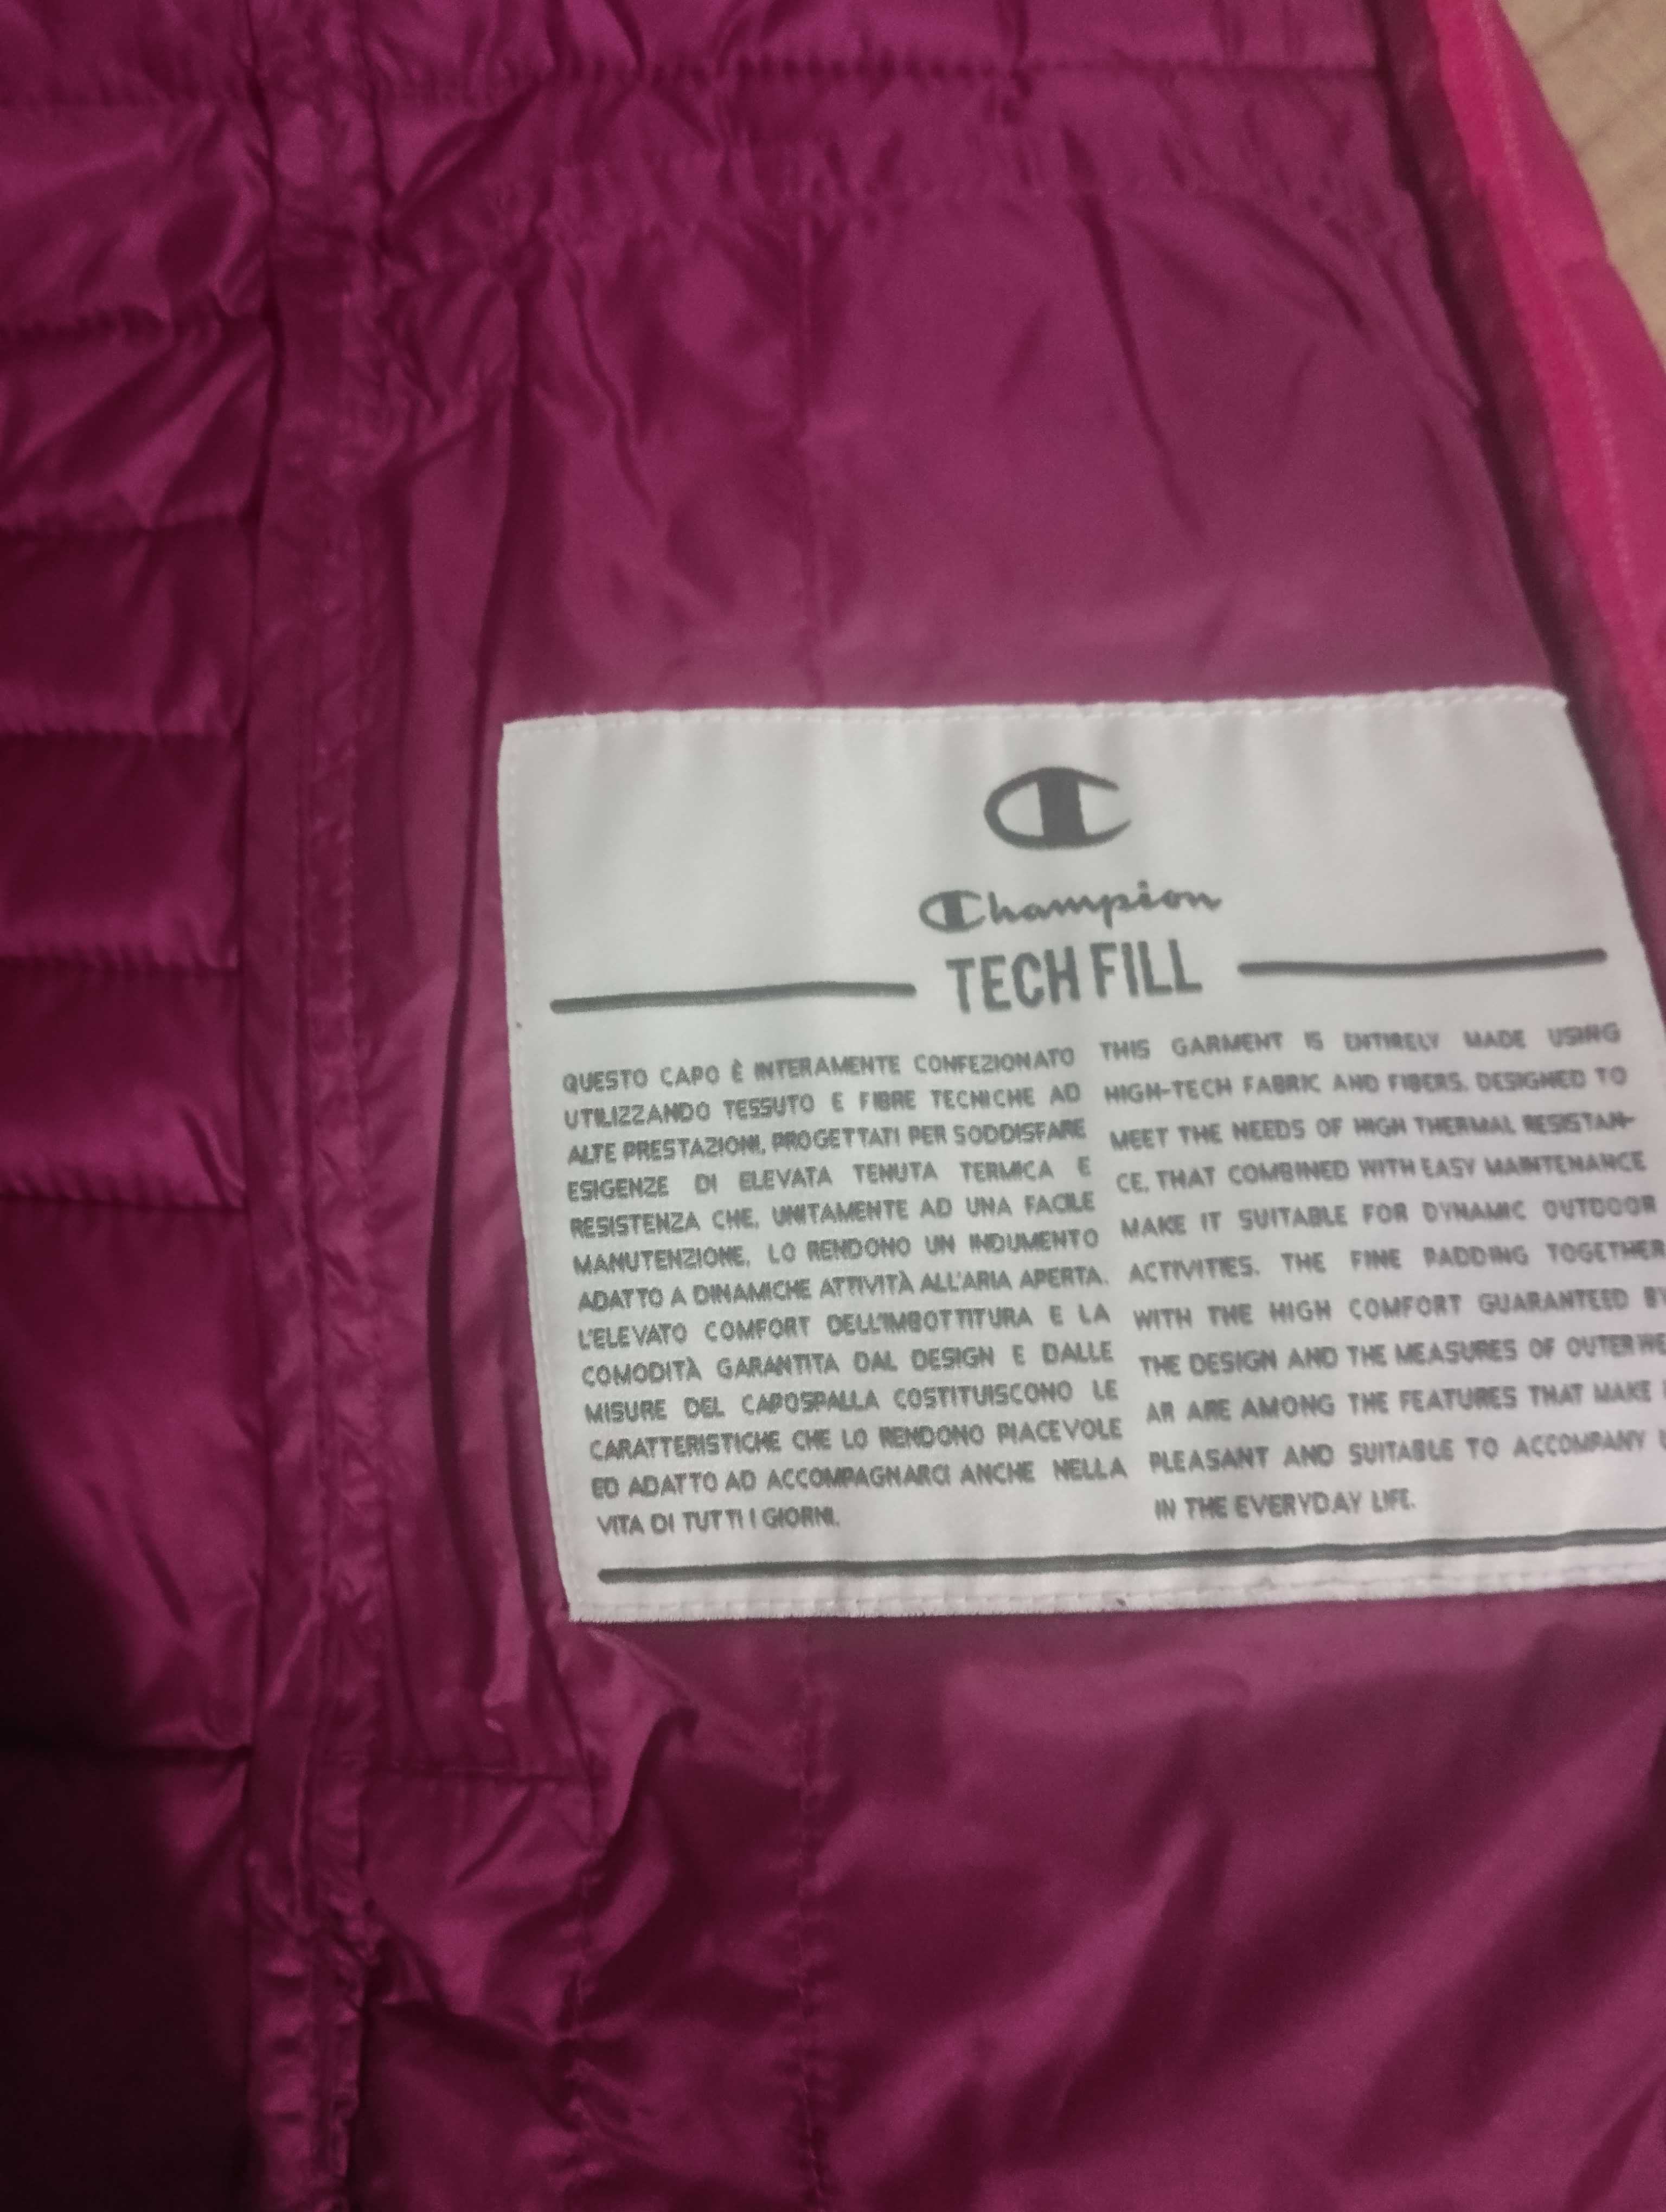 Champion
TECH FILL
QUESTO CAPO È INTERAMENTE CONFEZIONATO
UTILIZZANDO TESSUTO E FIBRE TECNICHE AD
ALTE PRESTAZIONI, PROGETTATI PER SODDISFARE
ESIGENZE DI ELEVATA TENUTA TERMICA E
RESISTENZA CHE, UNITAMENTE AD UNA FACILE
MANUTENZIONE, LO RENDONO UN INDUMENTO
ADATTO A DINAMICHE ATTIVITÀ ALL'ARIA APERTA.
L'ELEVATO COMFORT DELL'IMBOTTITURA E LA
COMODITÀ GARANTITA DAL DESIGN E DALLE
MISURE DEL CAPOSPALLA COSTITUISCONO LE
CARATTERISTICHE CHE LO RENDONO PIACEVOLE
ED ADATTO AD ACCOMPAGNARCI ANCHE NELLA
VITA DI TUTTI I GIORNI.
THIS GARMENT IS ENTIRELY MADE USING
HIGH-TECH FABRIC AND FIBERS, DESIGNED TO
MEET THE NEEDS OF HIGH THERMAL RESISTAN-
CE, THAT COMBINED WITH EASY MAINTENANCE
MAKE IT SUITABLE FOR DYNAMIC OUTDOOR
ACTIVITIES. THE FINE PADDING TOGETHER
WITH THE HIGH COMFORT GUARANTEED BY
THE DESIGN AND THE MEASURES OF OUTERWE
AR ARE AMONG THE FEATURES THAT MAKE
PLEASANT AND SUITABLE TO ACCOMPANY
IN THE EVERYDAY LIFE.